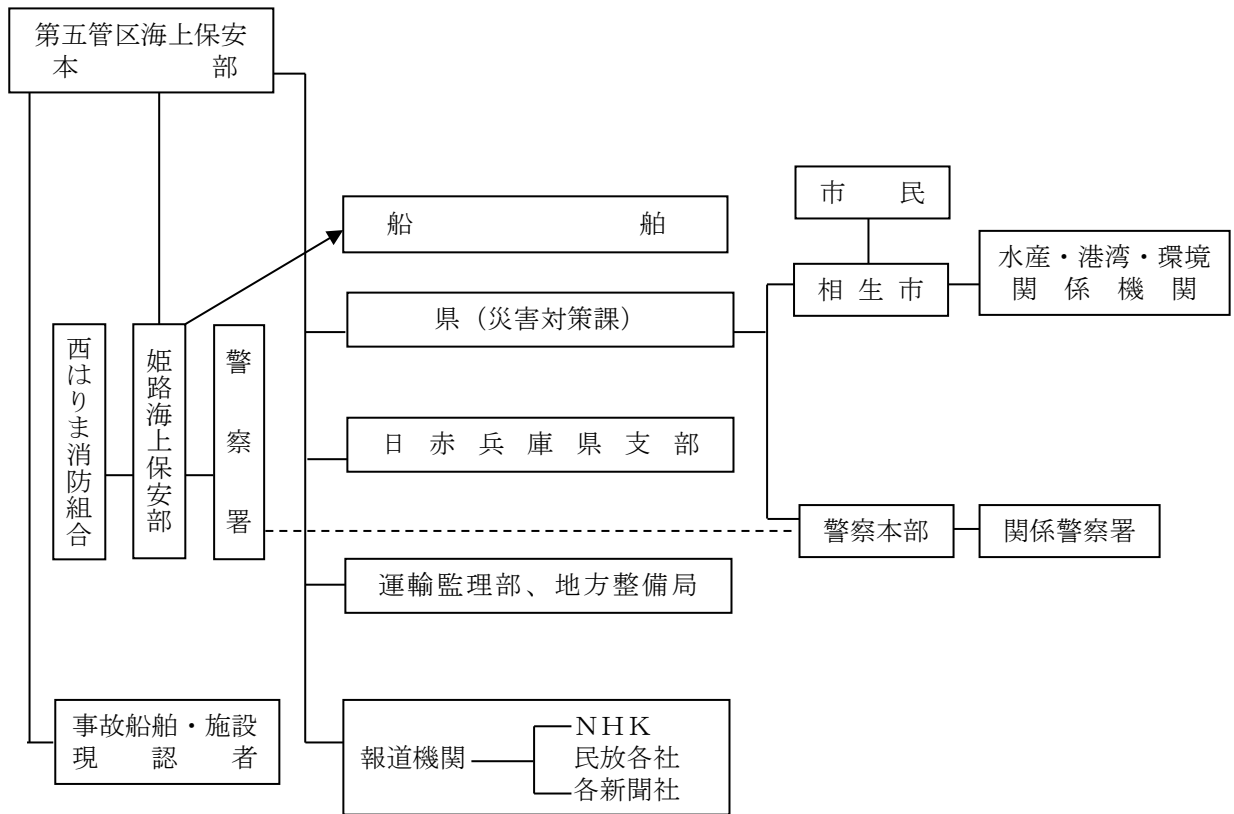 第五管区海上保安
本部
市民
船舶
水産・港湾・環境
関係機関
相生市
県（災害対策課）
西はりま消防組合
姫路海上保安部
警察署
日赤兵庫県支部
警察本部
関係警察署
運輸監理部、地方整備局
事故船舶・施設
現認者
報道機関
ＮＨＫ
民放各社
各新聞社